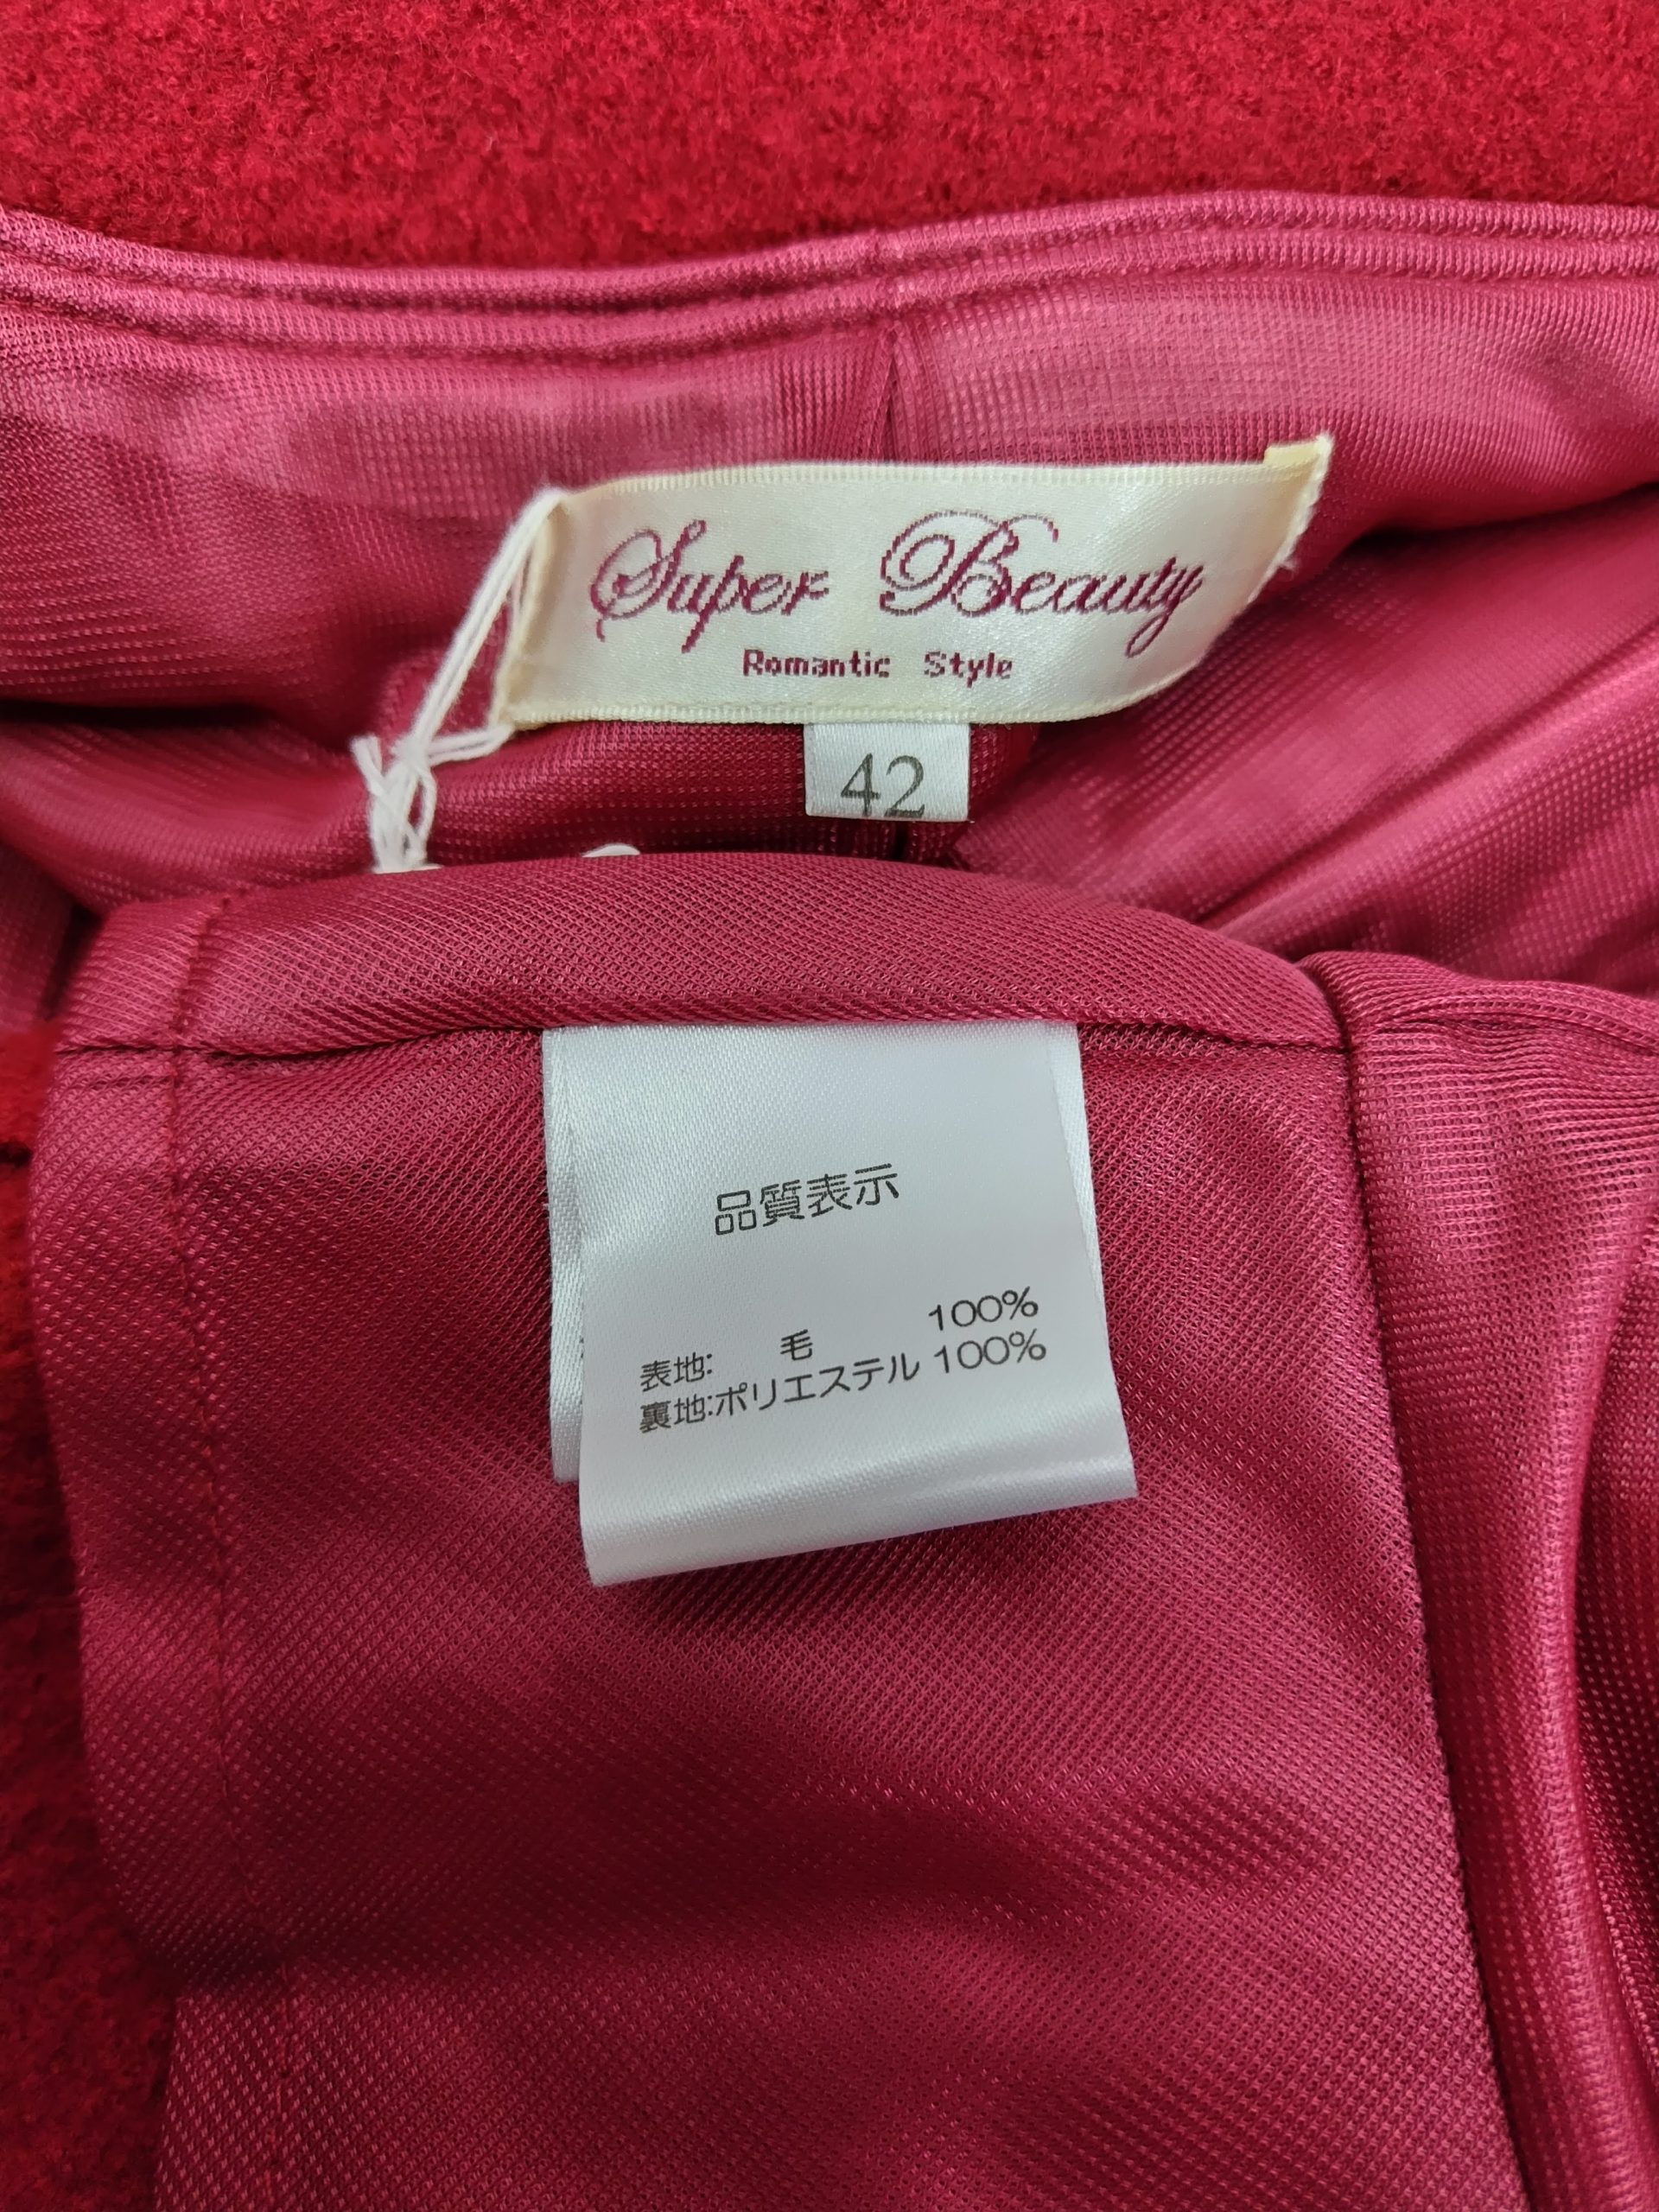 Super Beauty
Romantic Style
42
品質表示
表地: 毛 100%
裏地:ポリエステル 100%